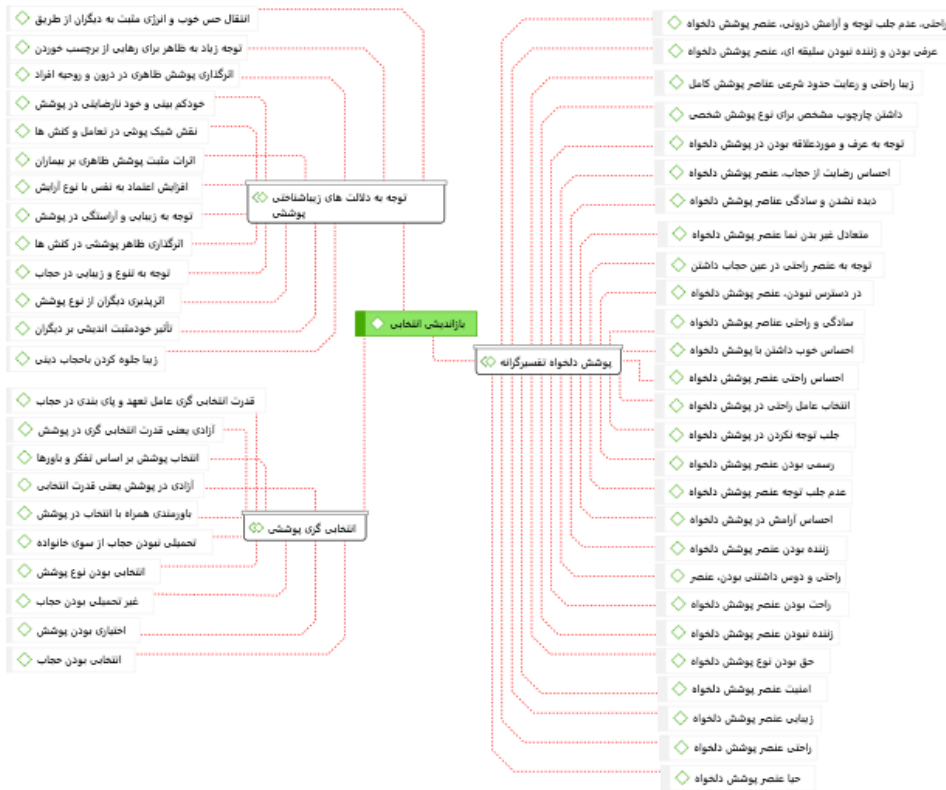 راحتی، عدم جلب توجه و آرامش درونی، عنصر پوشش دلخواه
عرفی بودن و زننده نبودن سلیقه ای، عنصر پوشش دلخواه
زیبا راحتی و رعایت حدود شرعی عناصر پوشش کامل
داشتن چارچوب مشخص برای نوع پوشش شخصی
توجه به عرف و موردعلاقه بودن در پوشش دلخواه
احساس رضایت از حجاب، عنصر پوشش دلخواه
دیده نشدن و سادگی عناصر پوشش دلخواه
متعادل غیر بدن نما عنصر پوشش دلخواه
توجه به عنصر راحتی در عین حجاب داشتن
در دسترس نبودن، عنصر پوشش دلخواه
سادگی و راحتی عناصر پوشش دلخواه
احساس خوب داشتن با پوشش دلخواه
احساس راحتی عنصر پوشش دلخواه
انتخاب عامل راحتی در پوشش دلخواه
جلب توجه نکردن در پوشش دلخواه
رسمی بودن عنصر پوشش دلخواه
عدم جلب توجه عنصر پوشش دلخواه
احساس آرامش در پوشش دلخواه
زننده بودن عنصر پوشش دلخواه
راحتی و دوس داشتنی بودن، عنصر
راحت بودن عنصر پوشش دلخواه
زننده نبودن عنصر پوشش دلخواه
حق بودن نوع پوشش دلخواه
امنیت عنصر پوشش دلخواه
زیبایی عنصر پوشش دلخواه
راحتی عنصر پوشش دلخواه
حیا عنصر پوشش دلخواه
پوشش دلخواه تفسیرگرانه
بازاندیشی انتخابی
توجه به دلالت های زیباشناختی
پوششی
انتخابی گری پوششی
انتقال حس خوب و انرژی مثبت به دیگران از طریق
توجه زیاد به ظاهر برای رهایی از برچسب خوردن
اثرگذاری پوشش ظاهری در درون و روحیه افراد
خودکم بینی و خود نارضایتی در پوشش
نقش شیک پوشی در تعامل و کنش ها
اثرات مثبت پوشش ظاهری بر بیماران
افزایش اعتماد به نفس با نوع آرایش
توجه به زیبایی و آراستگی در پوشش
اثرگذاری ظاهر پوششی در کنش ها
توجه به تنوع و زیبایی در حجاب
اثرپذیری دیگران از نوع پوشش
تأثیر خودمثبت اندیشی بر دیگران
زیبا جلوه کردن باحجاب دینی
قدرت انتخابی گری عامل تعهد و پای بندی در حجاب
آزادی یعنی قدرت انتخابی گری در پوشش
انتخاب پوشش بر اساس تفکر و باورها
آزادی در پوشش یعنی قدرت انتخابی
باورمندی همراه با انتخاب در پوشش
تحمیلی نبودن حجاب از سوی خانواده
انتخابی بودن نوع پوشش
غیر تحمیلی بودن حجاب
اختیاری بودن پوشش
انتخابی بودن حجاب